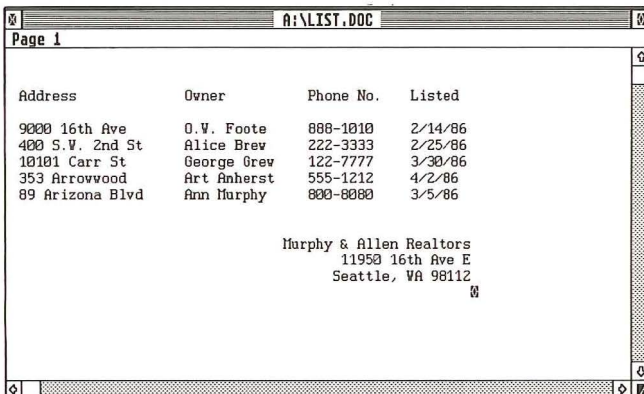 A:\LIST.DOC
Page 1
Address Owner Phone No. Listed
9000 16th Ave O.W. Foote 888-1010 2/14/86
400 S.W. 2nd St Alice Brew 222-3333 2/25/86
10101 Carr St George Grew 122-7777 3/30/86
353 Arrowwood Art Anherst 555-1212 4/2/86
89 Arizona Blvd Ann Murphy 800-8080 3/5/86
Murphy & Allen Realtors
11950 16th Ave E
Seattle, WA 98112